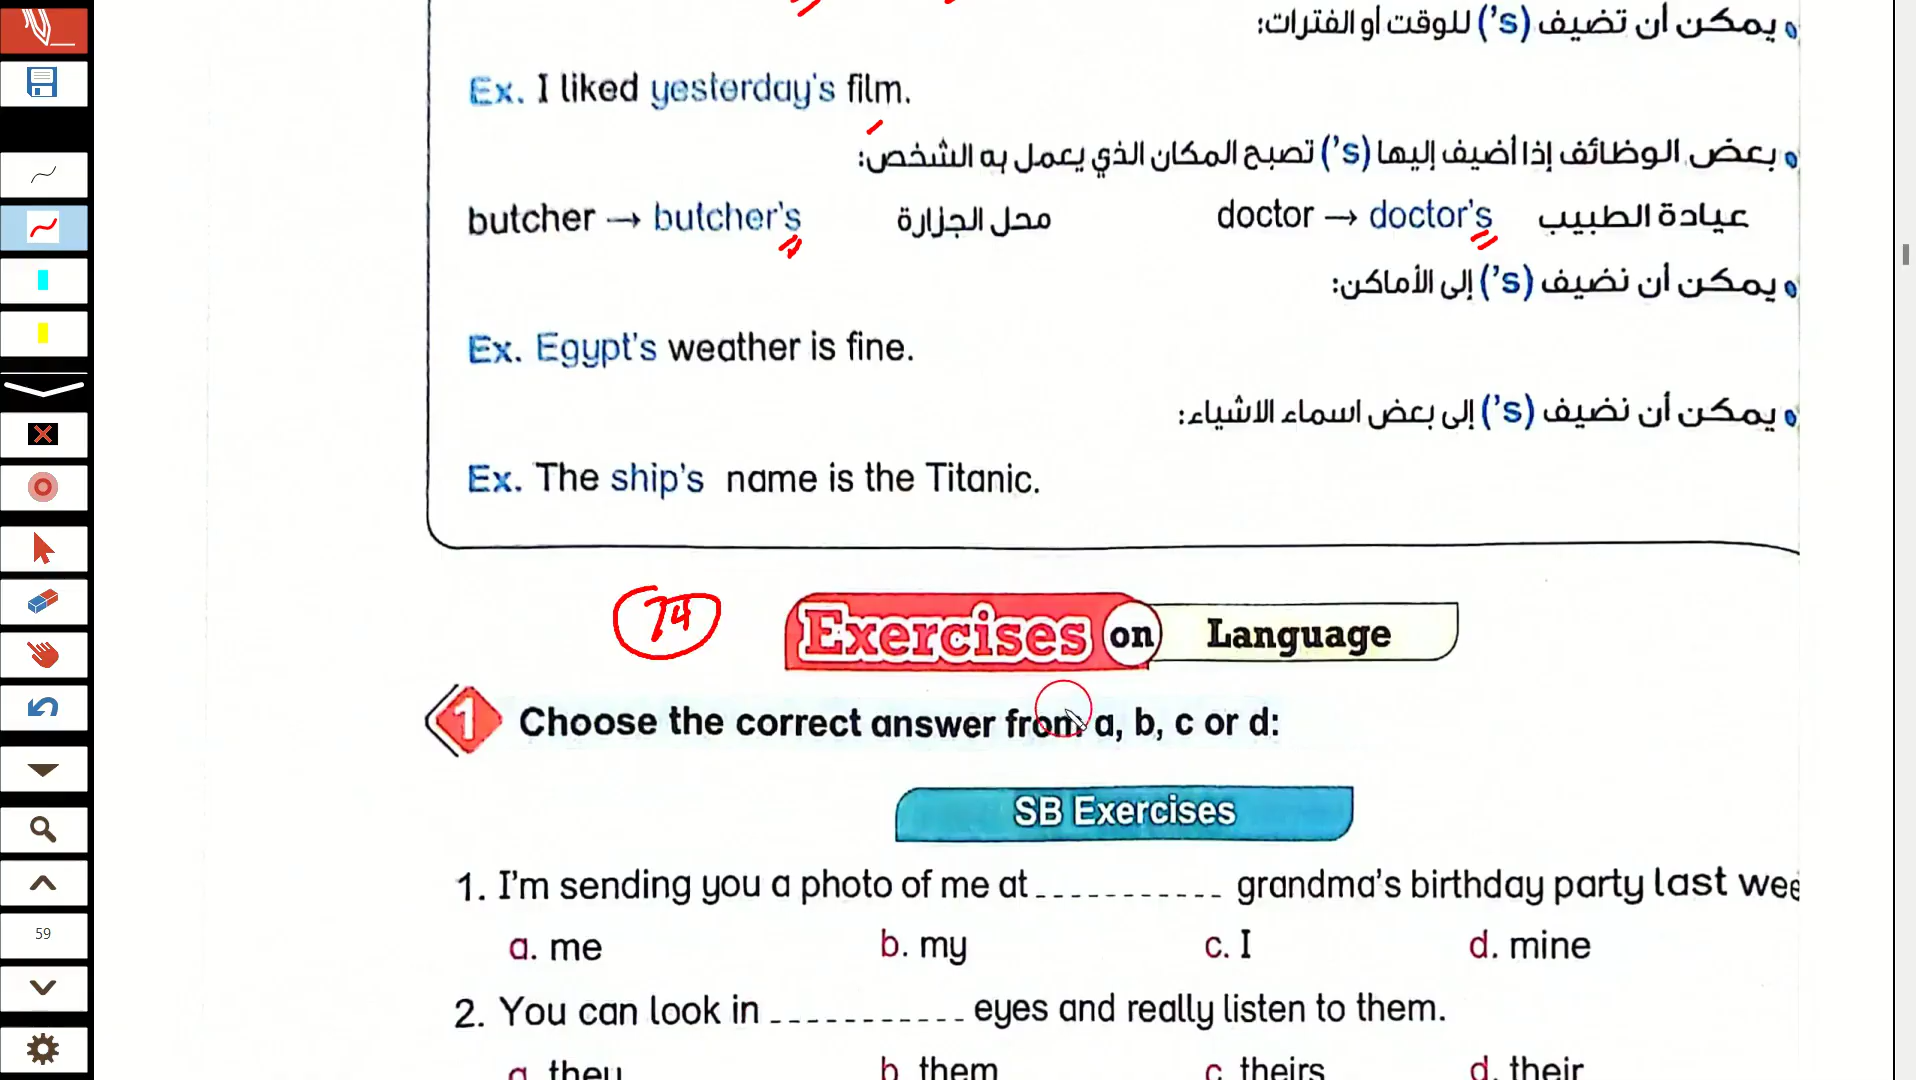 يمكن أن تضيف ('s) للوقت أو الفترات:
Ex. I liked yesterday's film.
بعض الوظائف إذا أضيف إليها ('s) تصبح المكان الذي يعمل به الشخص:
butcher → butcher's محل الجزارة doctor → doctor's عيادة الطبيب
يمكن أن نضيف ('s) إلى الأماكن:
Ex. Egypt's weather is fine.
يمكن أن نضيف ('s) إلى بعض اسماء الاشياء:
Ex. The ship's name is the Titanic.
74
Exercises on Language
1 Choose the correct answer from a, b, c or d:
SB Exercises
1. I'm sending you a photo of me at ........... grandma's birthday party last wee
a. me b. my c. I d. mine
2. You can look in ........... eyes and really listen to them.
a. they b. them c. theirs d. their
59